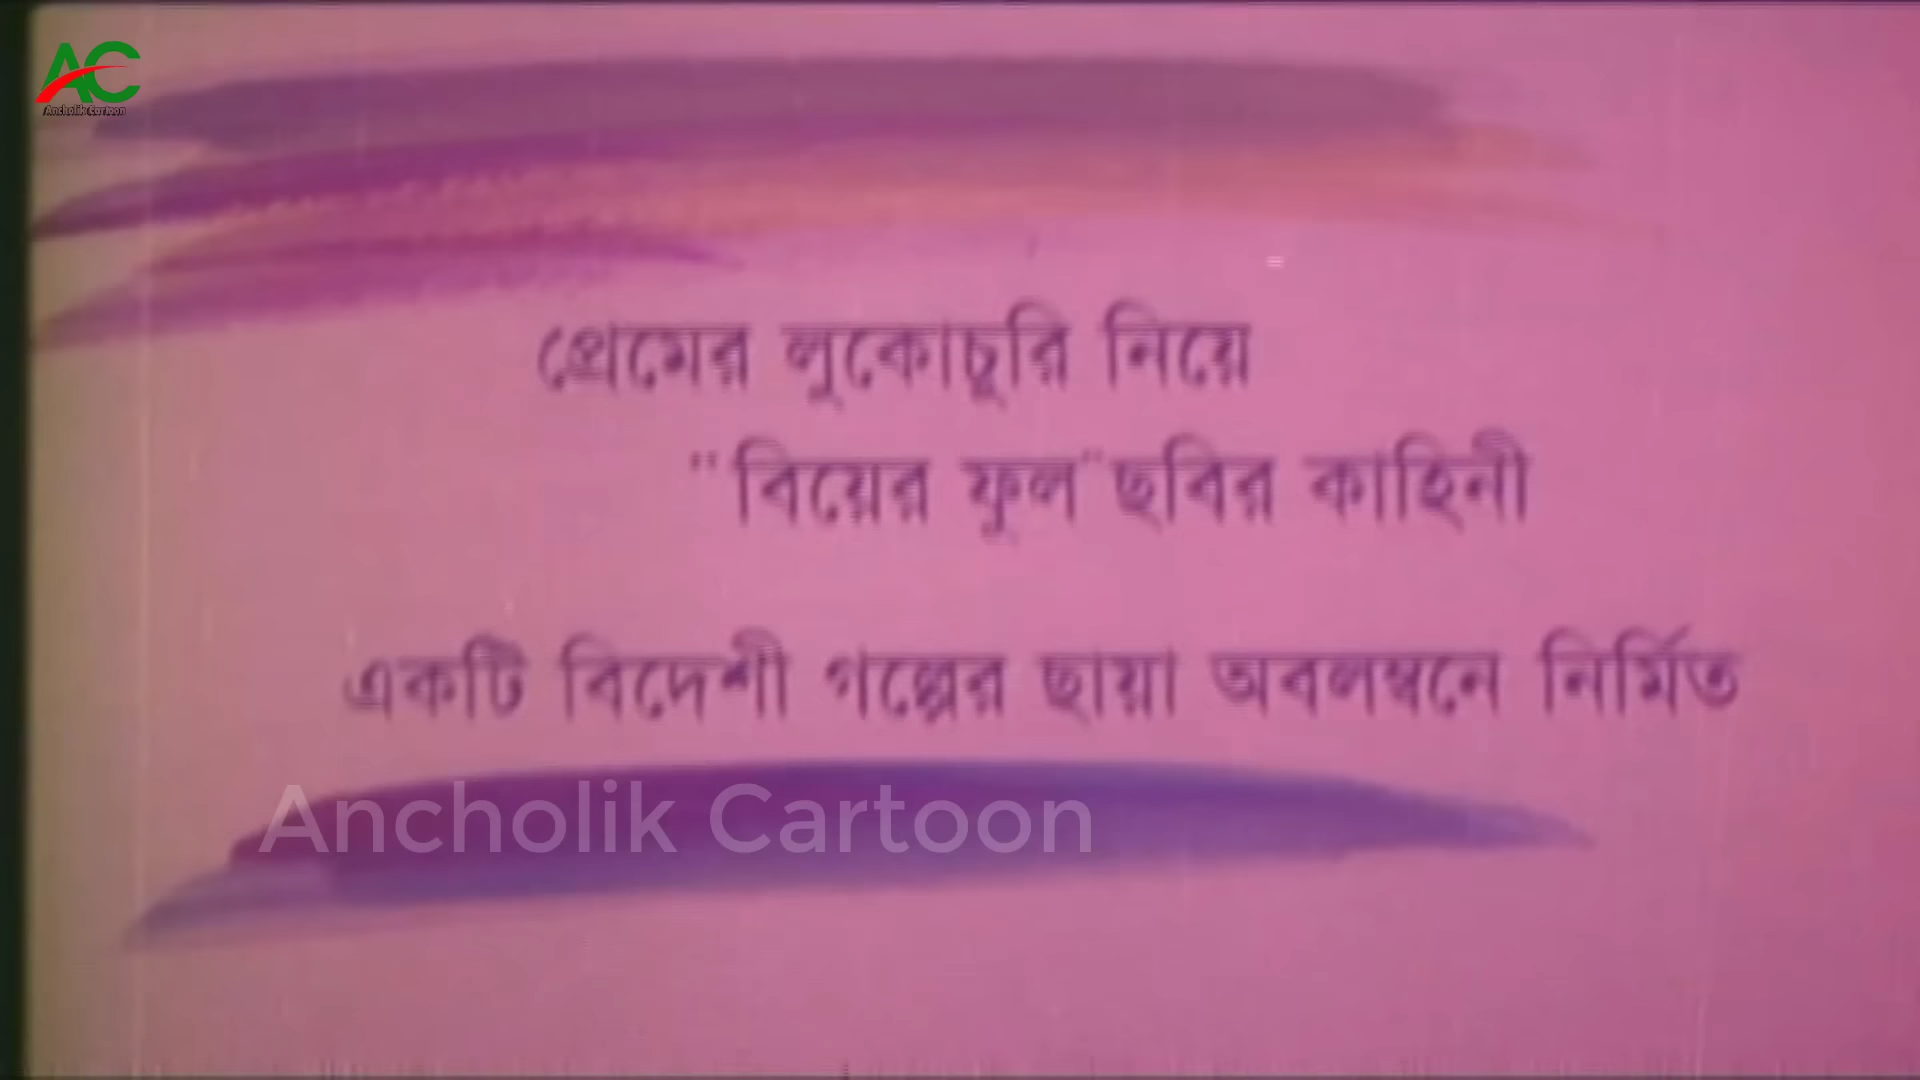 AC
Ancholik Cartoon
প্রেমের লুকোচুরি নিয়ে
"বিয়ের ফুল" ছবির কাহিনী
একটি বিদেশী গল্পের ছায়া অবলম্বনে নির্মিত
Ancholik Cartoon